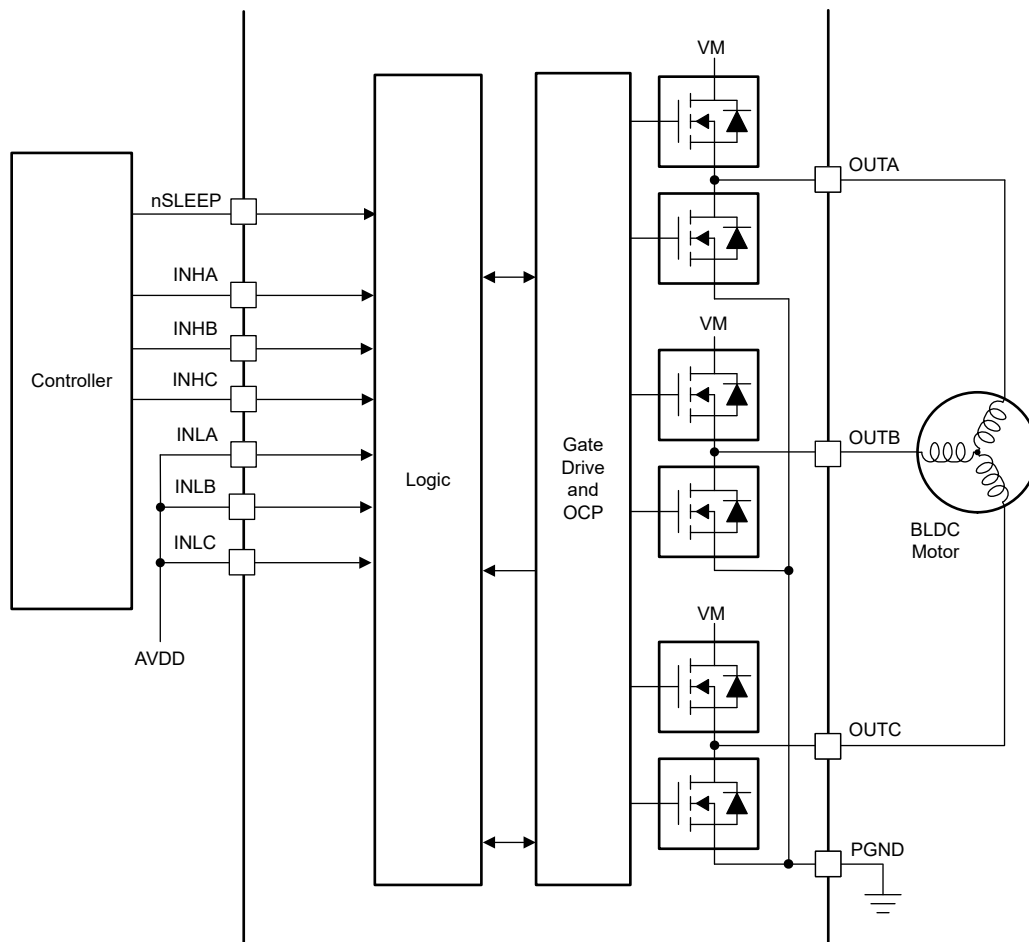 VM
OUTA
nSLEEP
INHA
INHB
INHC
Controller
INLA
INLB
INLC
AVDD
Logic
Gate
Drive
and
OCP
VM
OUTB
BLDC
Motor
VM
OUTC
PGND